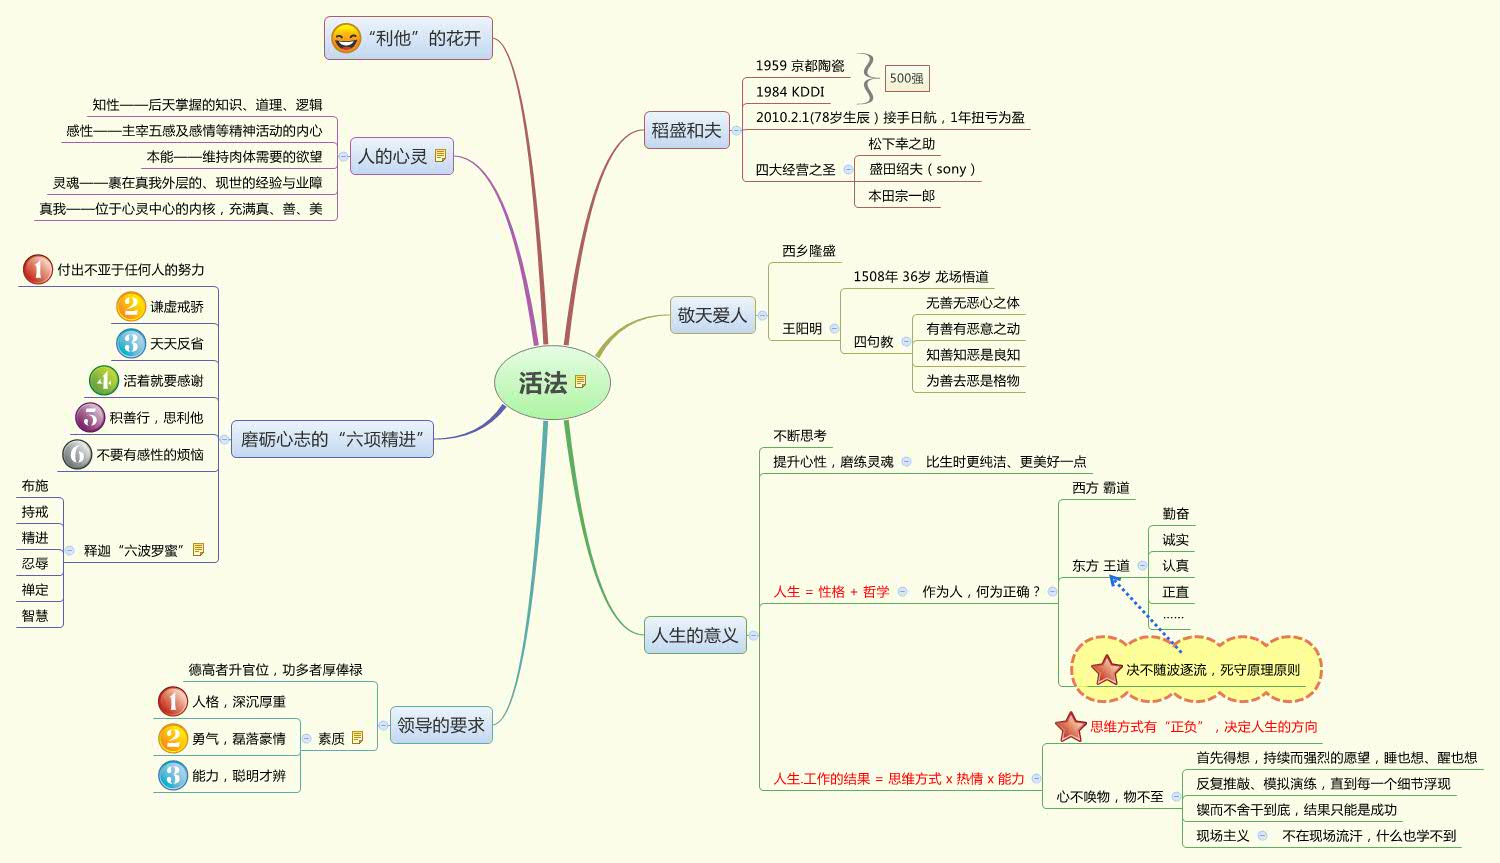 活法
“利他”的花开
人的心灵
知性——后天掌握的知识、道理、逻辑
感性——主宰五感及感情等精神活动的内心
本能——维持肉体需要的欲望
灵魂——裹在真我外层的、现世的经验与业障
真我——位于心灵中心的内核，充满真、善、美
磨砺心志的“六项精进”
1 付出不亚于任何人的努力
2 谦虚戒骄
3 天天反省
4 活着就要感谢
5 积善行，思利他
6 不要有感性的烦恼
释迦“六波罗蜜”
布施
持戒
精进
忍辱
禅定
智慧
领导的要求
德高者升官位，功多者厚俸禄
素质
1 人格，深沉厚重
2 勇气，磊落豪情
3 能力，聪明才辨
稻盛和夫
1959 京都陶瓷
1984 KDDI
500强
2010.2.1(78岁生辰）接手日航，1年扭亏为盈
四大经营之圣
松下幸之助
盛田绍夫（sony）
本田宗一郎
敬天爱人
西乡隆盛
王阳明
1508年 36岁 龙场悟道
四句教
无善无恶心之体
有善有恶意之动
知善知恶是良知
为善去恶是格物
人生的意义
不断思考
提升心性，磨练灵魂
比生时更纯洁、更美好一点
人生 = 性格 + 哲学
作为人，何为正确？
西方 霸道
东方 王道
勤奋
诚实
认真
正直
……
决不随波逐流，死守原理原则
人生.工作的结果 = 思维方式 x 热情 x 能力
思维方式有“正负”，决定人生的方向
心不唤物，物不至
首先得想，持续而强烈的愿望，睡也想、醒也想
反复推敲、模拟演练，直到每一个细节浮现
锲而不舍干到底，结果只能是成功
现场主义
不在现场流汗，什么也学不到